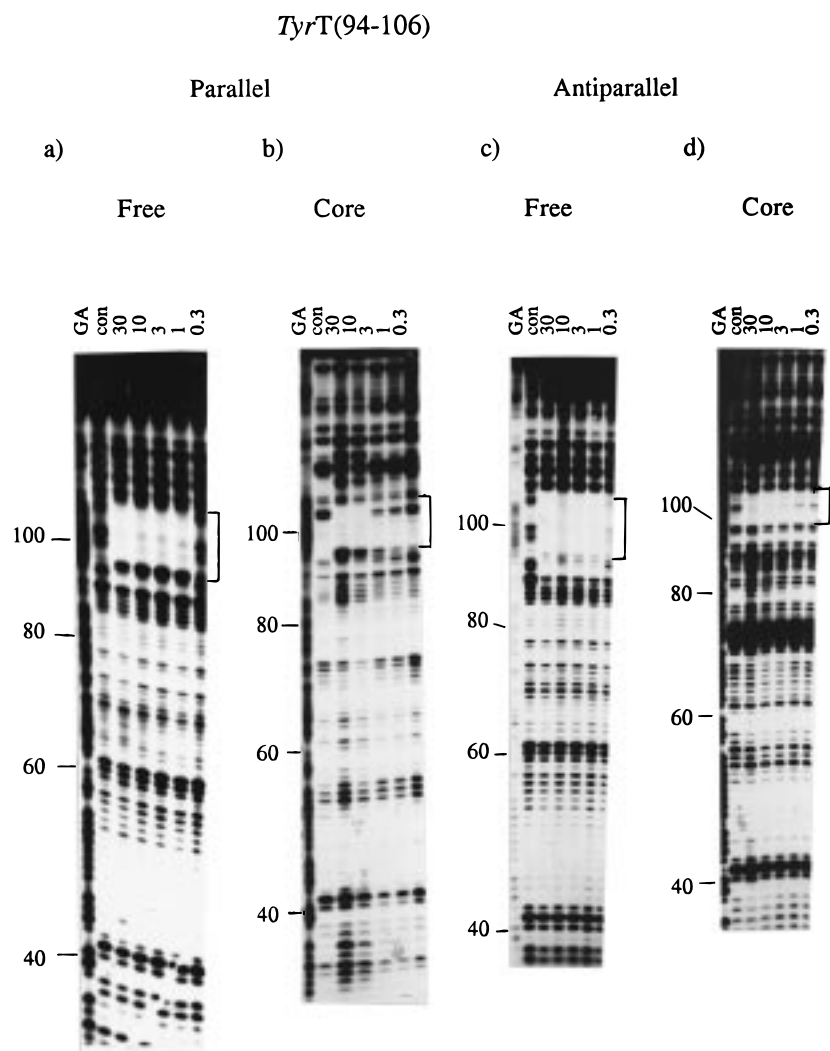 TyrT(94-106)
Parallel Antiparallel
a) b) c) d)
Free Core Free Core
GA con 30 10 3 1 0.3 GA con 30 10 3 1 0.3 GA con 30 10 3 1 0.3 GA con 30 10 3 1 0.3
100 100 100 100
80 80 80 80
60 60 60 60
40 40 40 40